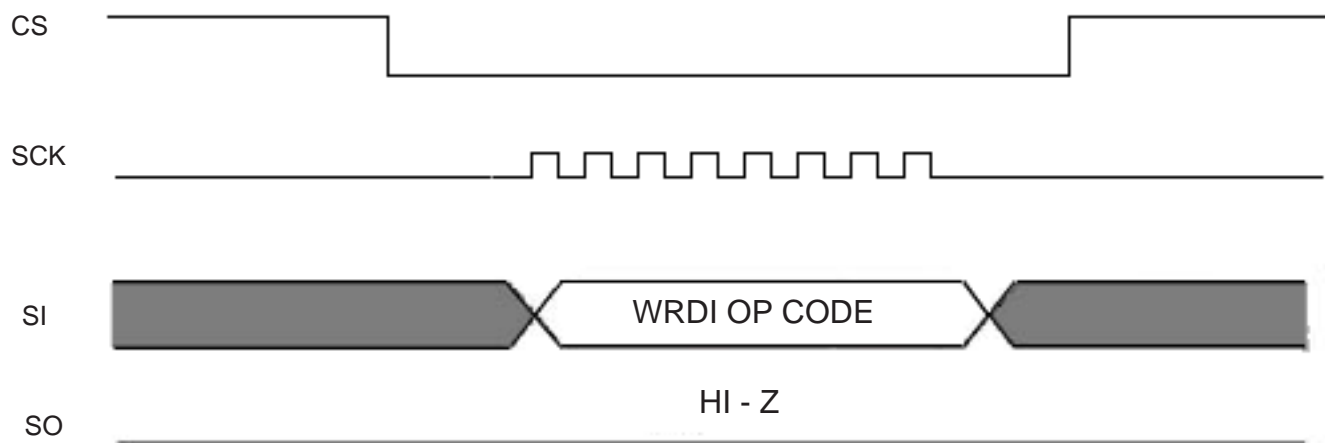 CS
SCK
SI
WRDI OP CODE
HI - Z
SO